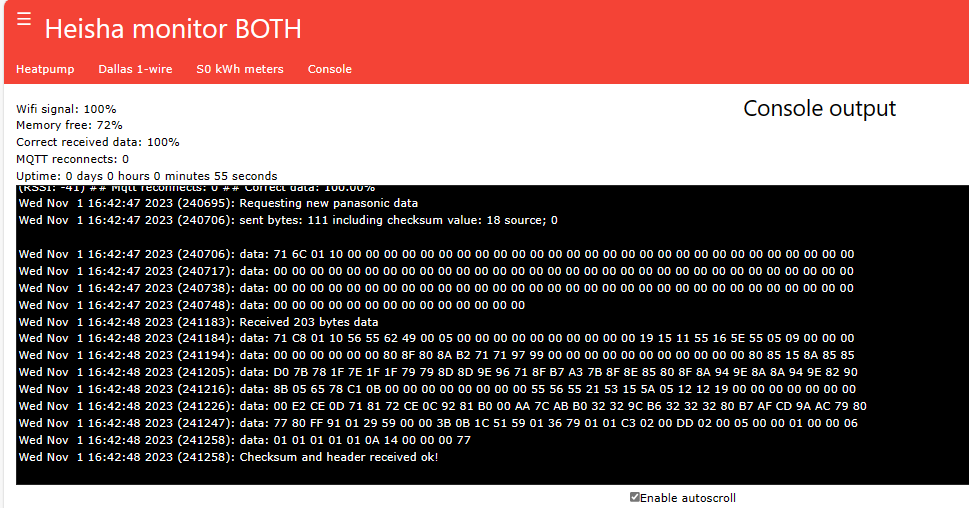 ☰
Heisha monitor BOTH
Heatpump Dallas 1-wire S0 kWh meters Console
Wifi signal: 100%
Memory free: 72%
Correct received data: 100%
MQTT reconnects: 0
Uptime: 0 days 0 hours 0 minutes 55 seconds
Console output
(RSSI: -41) ## Mqtt reconnects: 0 ## Correct data: 100.00%
Wed Nov  1 16:42:47 2023 (240695): Requesting new panasonic data
Wed Nov  1 16:42:47 2023 (240706): sent bytes: 111 including checksum value: 18 source; 0
Wed Nov  1 16:42:47 2023 (240706): data: 71 6C 01 10 00 00 00 00 00 00 00 00 00 00 00 00 00 00 00 00 00 00 00 00 00 00 00 00 00 00 00 00
Wed Nov  1 16:42:47 2023 (240717): data: 00 00 00 00 00 00 00 00 00 00 00 00 00 00 00 00 00 00 00 00 00 00 00 00 00 00 00 00 00 00 00 00
Wed Nov  1 16:42:47 2023 (240738): data: 00 00 00 00 00 00 00 00 00 00 00 00 00 00 00 00 00 00 00 00 00 00 00 00 00 00 00 00 00 00 00 00
Wed Nov  1 16:42:47 2023 (240748): data: 00 00 00 00 00 00 00 00 00 00 00 00 00 00
Wed Nov  1 16:42:48 2023 (241183): Received 203 bytes data
Wed Nov  1 16:42:48 2023 (241184): data: 71 C8 01 10 56 55 62 49 00 05 00 00 00 00 00 00 00 00 00 00 19 15 11 55 16 5E 55 05 09 00 00 00
Wed Nov  1 16:42:48 2023 (241194): data: 00 00 00 00 00 00 80 8F 80 8A B2 71 71 97 99 00 00 00 00 00 00 00 00 00 00 00 80 85 15 8A 85 85
Wed Nov  1 16:42:48 2023 (241205): data: D0 7B 78 1F 7E 1F 1F 79 79 8D 8D 9E 96 71 8F B7 A3 7B 8F 8E 85 80 8F 8A 94 9E 8A 8A 94 9E 82 90
Wed Nov  1 16:42:48 2023 (241216): data: 8B 05 65 78 C1 0B 00 00 00 00 00 00 00 00 55 56 55 21 53 15 5A 05 12 12 19 00 00 00 00 00 00 00
Wed Nov  1 16:42:48 2023 (241226): data: 00 E2 CE 0D 71 81 72 CE 0C 92 81 B0 00 AA 7C AB B0 32 32 9C B6 32 32 32 80 B7 AF CD 9A AC 79 80
Wed Nov  1 16:42:48 2023 (241247): data: 77 80 FF 91 01 29 59 00 00 3B 0B 1C 51 59 01 36 79 01 01 C3 02 00 DD 02 00 05 00 00 01 00 00 06
Wed Nov  1 16:42:48 2023 (241258): data: 01 01 01 01 01 0A 14 00 00 00 77
Wed Nov  1 16:42:48 2023 (241258): Checksum and header received ok!
Enable autoscroll